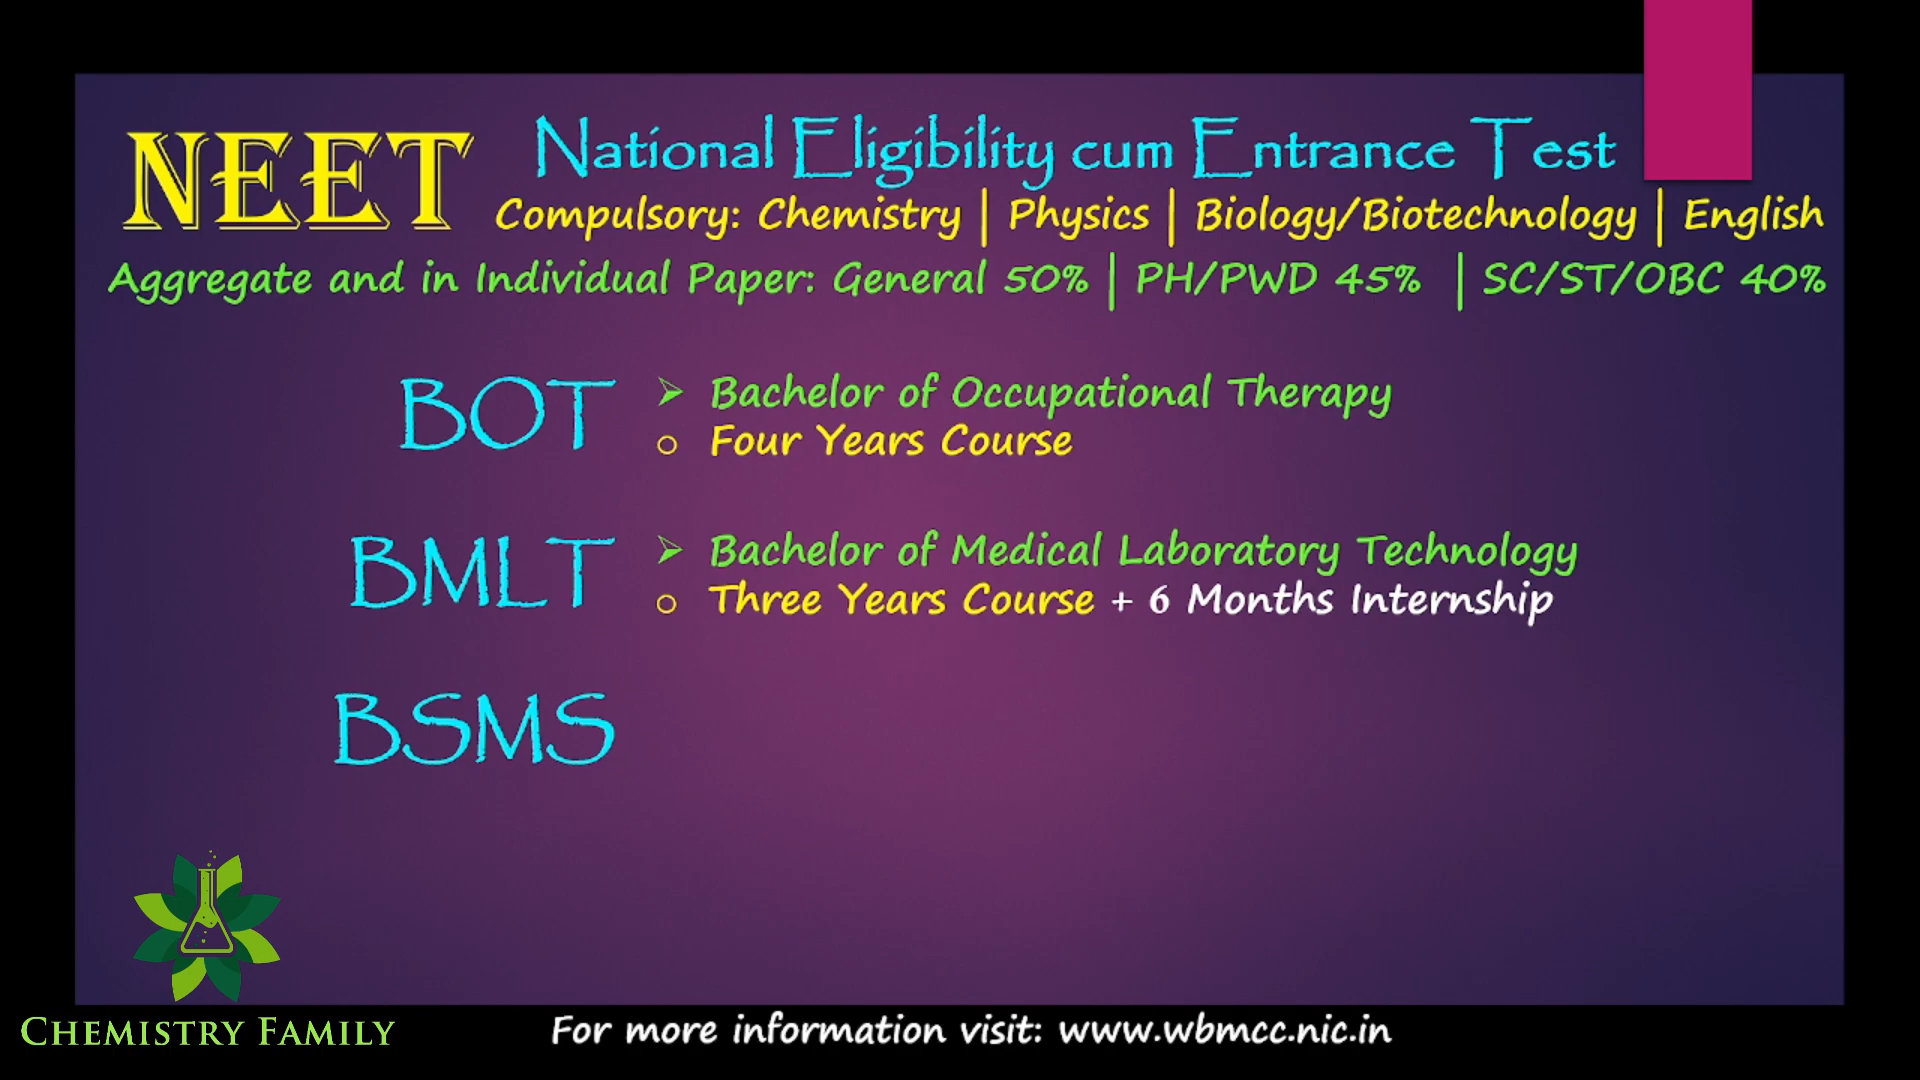 NEET
National Eligibility cum Entrance Test
Compulsory: Chemistry | Physics | Biology/Biotechnology | English
Aggregate and in Individual Paper: General 50% | PH/PWD 45% | SC/ST/OBC 40%
BOT
➢ Bachelor of Occupational Therapy
o Four Years Course
BMLT
➢ Bachelor of Medical Laboratory Technology
o Three Years Course + 6 Months Internship
BSMS
CHEMISTRY FAMILY
For more information visit: www.wbmcc.nic.in